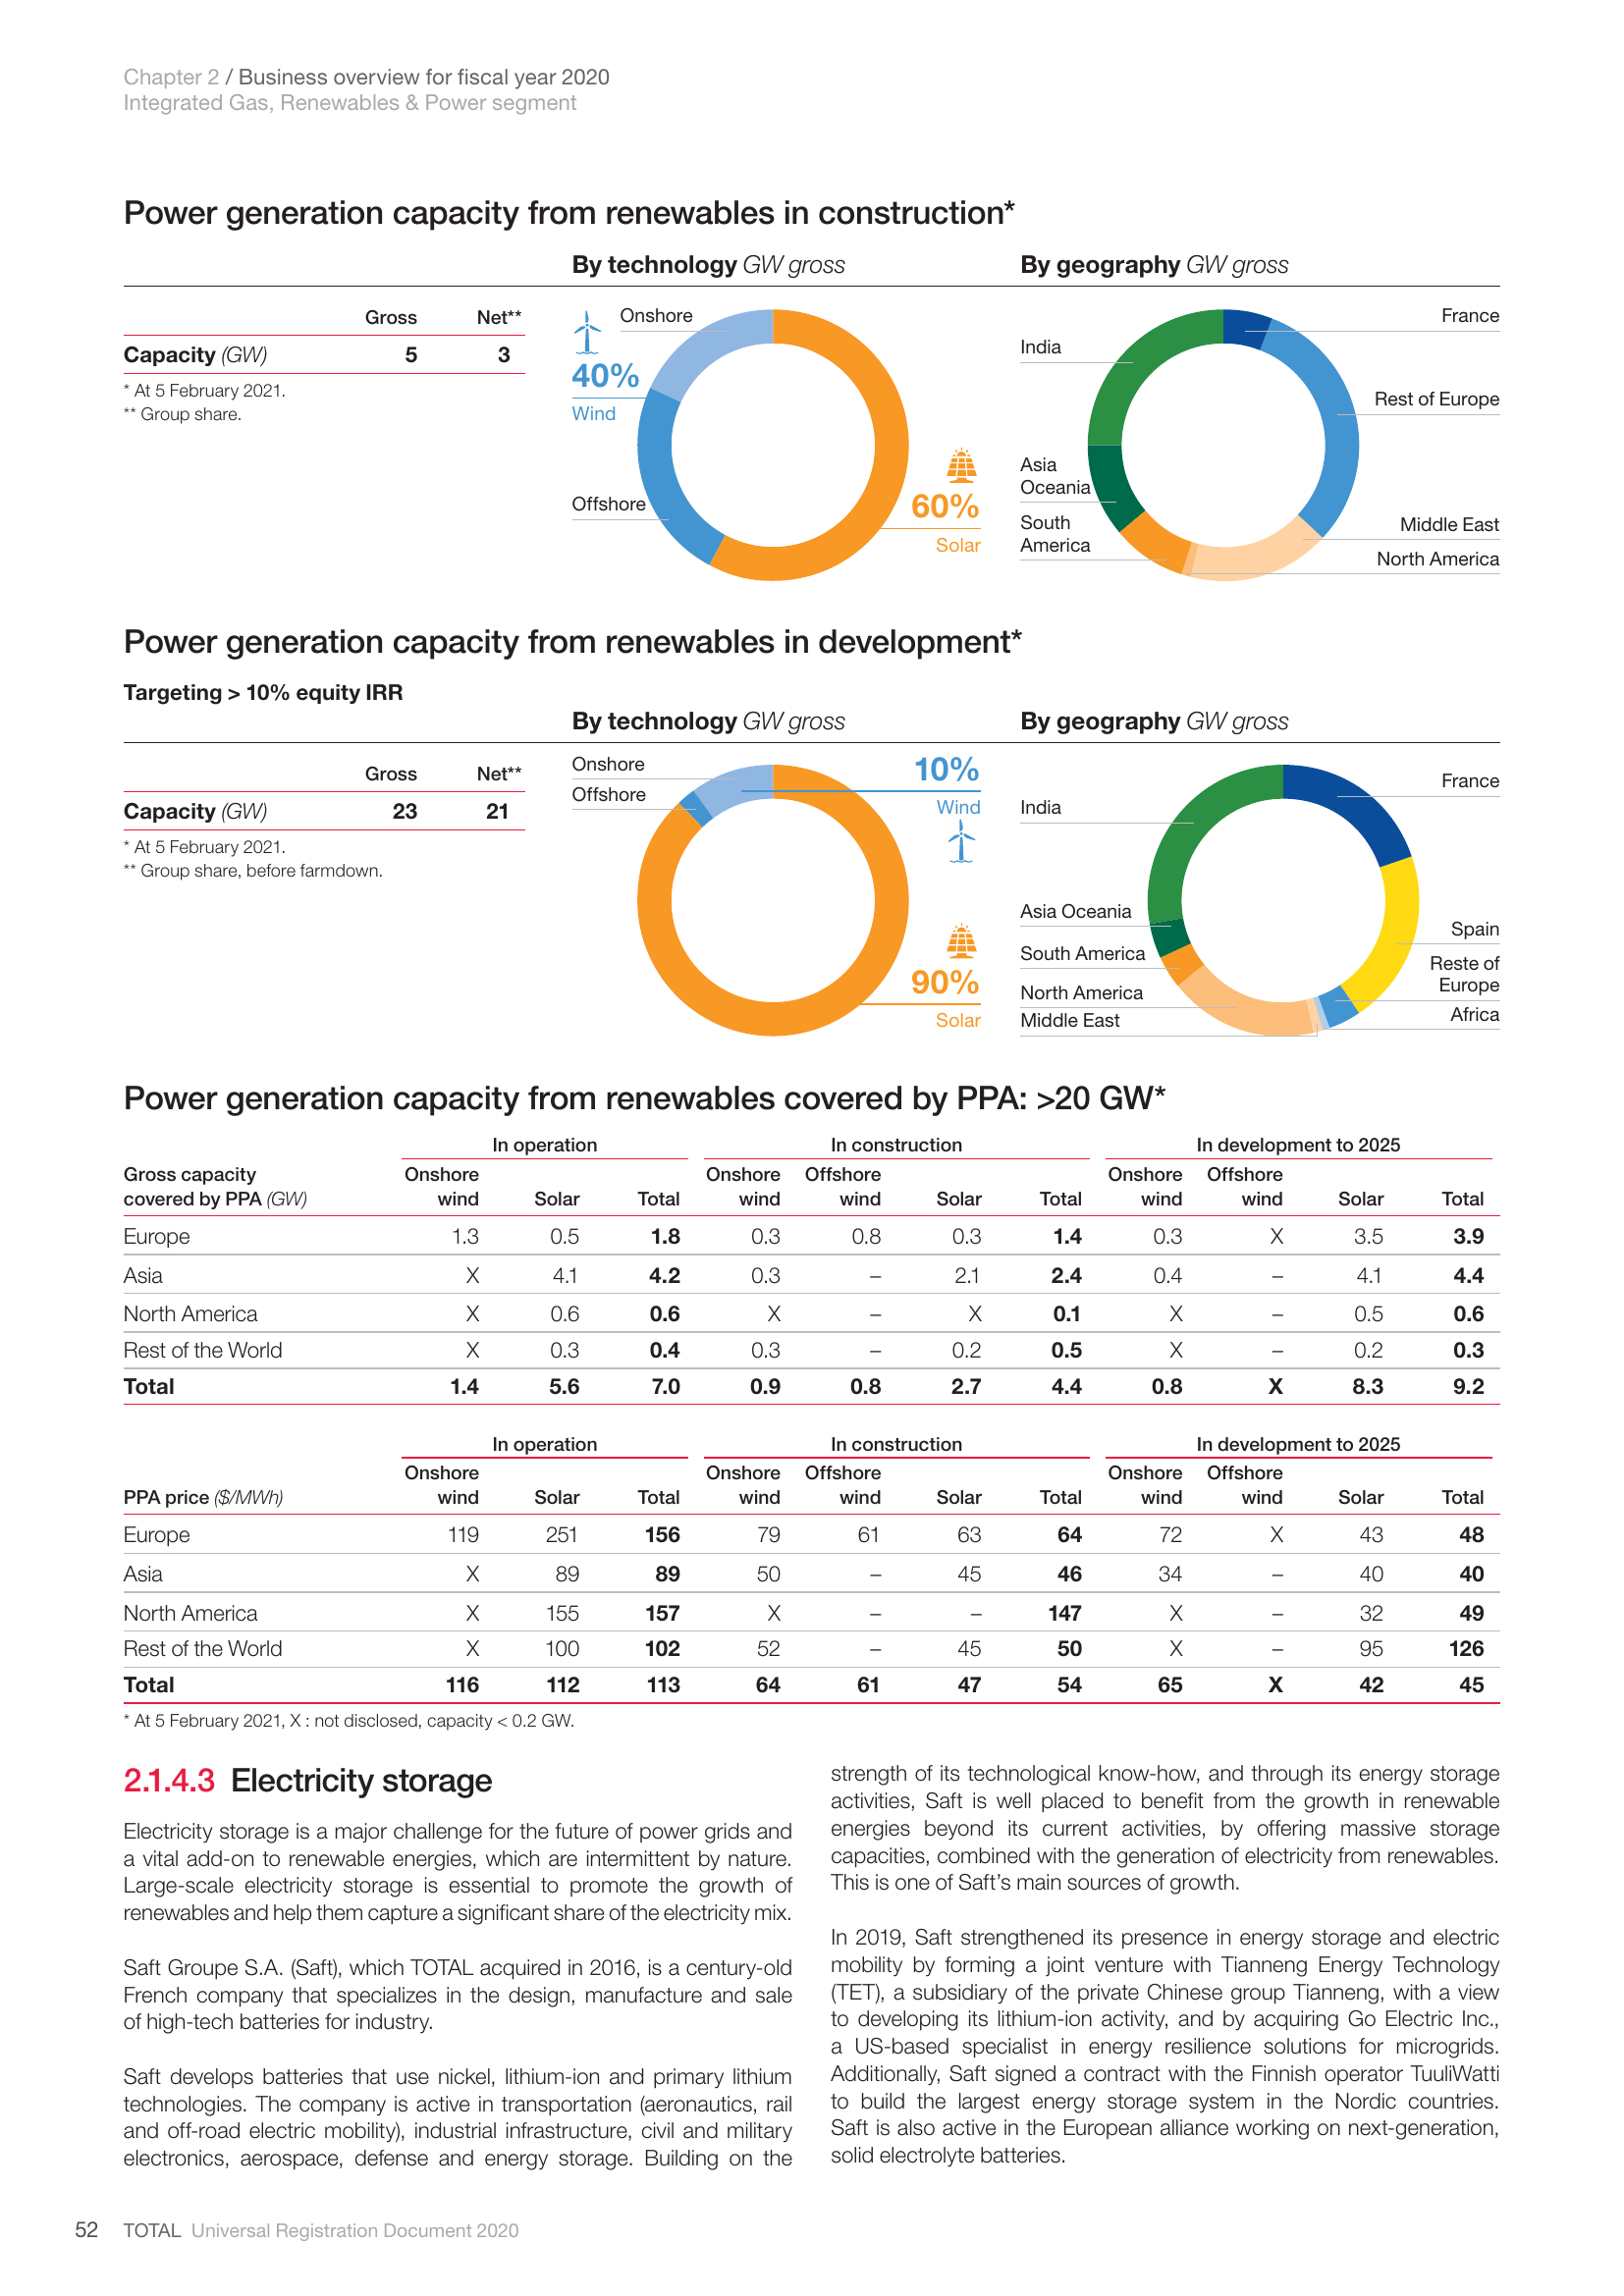 Chapter 2 / Business overview for fiscal year 2020
Integrated Gas, Renewables & Power segment
Power generation capacity from renewables in construction*
By technology GW gross
By geography GW gross
Gross Net**
Capacity (GW) 5 3
* At 5 February 2021.
** Group share.
Onshore
40%
Wind
Offshore
60%
Solar
France
India
Rest of Europe
Asia
Oceania
South
America
Middle East
North America
Power generation capacity from renewables in development*
Targeting > 10% equity IRR
By technology GW gross
By geography GW gross
Gross Net**
Capacity (GW) 23 21
* At 5 February 2021.
** Group share, before farmdown.
Onshore
Offshore
10%
Wind
90%
Solar
France
India
Asia Oceania
South America
North America
Middle East
Spain
Reste of
Europe
Africa
Power generation capacity from renewables covered by PPA: >20 GW*
In operation In construction In development to 2025
Gross capacity Onshore Onshore Offshore Onshore Offshore
covered by PPA (GW) wind Solar Total wind wind Solar Total wind wind Solar Total
Europe 1.3 0.5 1.8 0.3 0.8 0.3 1.4 0.3 X 3.5 3.9
Asia X 4.1 4.2 0.3 – 2.1 2.4 0.4 – 4.1 4.4
North America X 0.6 0.6 X – X 0.1 X – 0.5 0.6
Rest of the World X 0.3 0.4 0.3 – 0.2 0.5 X – 0.2 0.3
Total 1.4 5.6 7.0 0.9 0.8 2.7 4.4 0.8 X 8.3 9.2
In operation In construction In development to 2025
Onshore Onshore Offshore Onshore Offshore
PPA price ($/MWh) wind Solar Total wind wind Solar Total wind wind Solar Total
Europe 119 251 156 79 61 63 64 72 X 43 48
Asia X 89 89 50 – 45 46 34 – 40 40
North America X 155 157 X – – 147 X – 32 49
Rest of the World X 100 102 52 – 45 50 X – 95 126
Total 116 112 113 64 61 47 54 65 X 42 45
* At 5 February 2021, X : not disclosed, capacity < 0.2 GW.
2.1.4.3 Electricity storage
Electricity storage is a major challenge for the future of power grids and
a vital add-on to renewable energies, which are intermittent by nature.
Large-scale electricity storage is essential to promote the growth of
renewables and help them capture a significant share of the electricity mix.
Saft Groupe S.A. (Saft), which TOTAL acquired in 2016, is a century-old
French company that specializes in the design, manufacture and sale
of high-tech batteries for industry.
Saft develops batteries that use nickel, lithium-ion and primary lithium
technologies. The company is active in transportation (aeronautics, rail
and off-road electric mobility), industrial infrastructure, civil and military
electronics, aerospace, defense and energy storage. Building on the
strength of its technological know-how, and through its energy storage
activities, Saft is well placed to benefit from the growth in renewable
energies beyond its current activities, by offering massive storage
capacities, combined with the generation of electricity from renewables.
This is one of Saft's main sources of growth.
In 2019, Saft strengthened its presence in energy storage and electric
mobility by forming a joint venture with Tianneng Energy Technology
(TET), a subsidiary of the private Chinese group Tianneng, with a view
to developing its lithium-ion activity, and by acquiring Go Electric Inc.,
a US-based specialist in energy resilience solutions for microgrids.
Additionally, Saft signed a contract with the Finnish operator TuuliWatti
to build the largest energy storage system in the Nordic countries.
Saft is also active in the European alliance working on next-generation,
solid electrolyte batteries.
52 TOTAL Universal Registration Document 2020